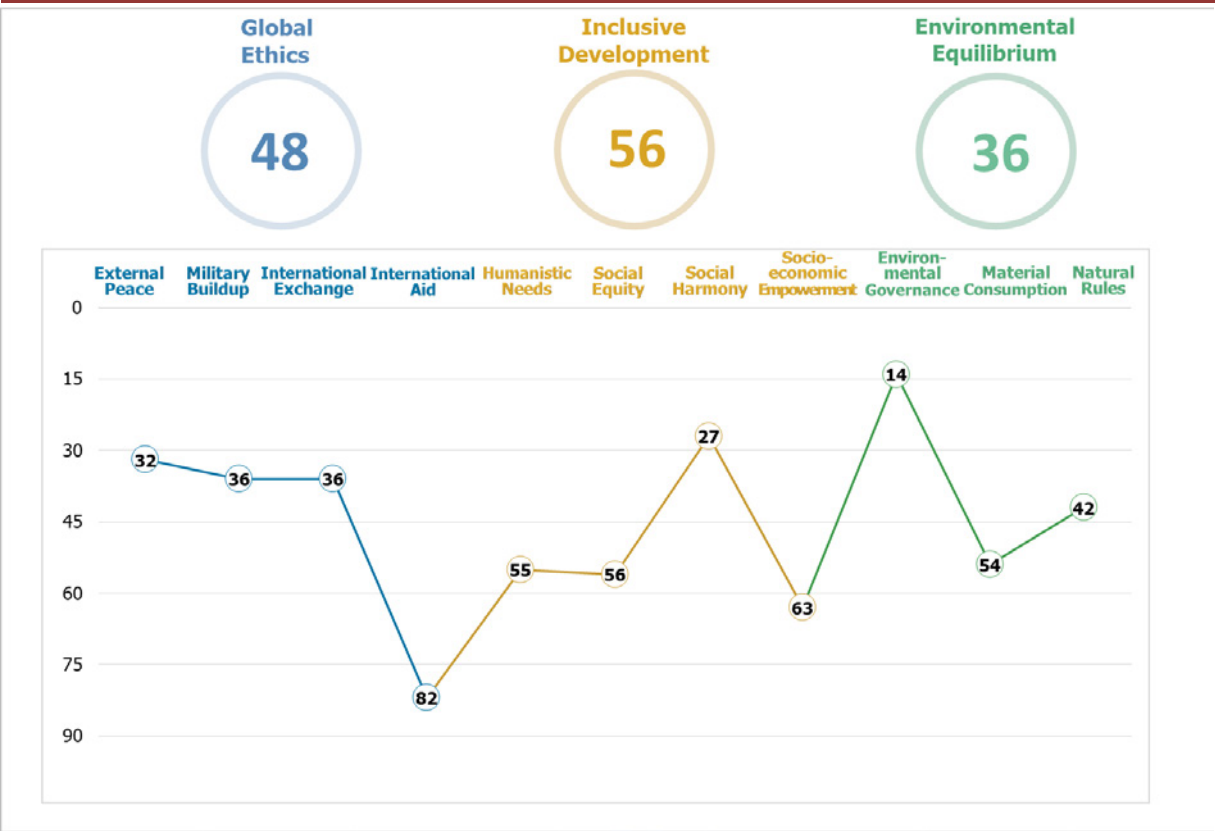 Global
Ethics
Inclusive
Development
Environmental
Equilibrium
48
56
36
External
Peace
Military
Buildup
International
Exchange
International
Aid
Humanistic
Needs
Social
Equity
Social
Harmony
Socio-
economic
Empowerment
Environ-
mental
Governance
Material
Consumption
Natural
Rules
0
15
30
45
60
75
90
32
36
36
82
55
56
27
63
14
54
42